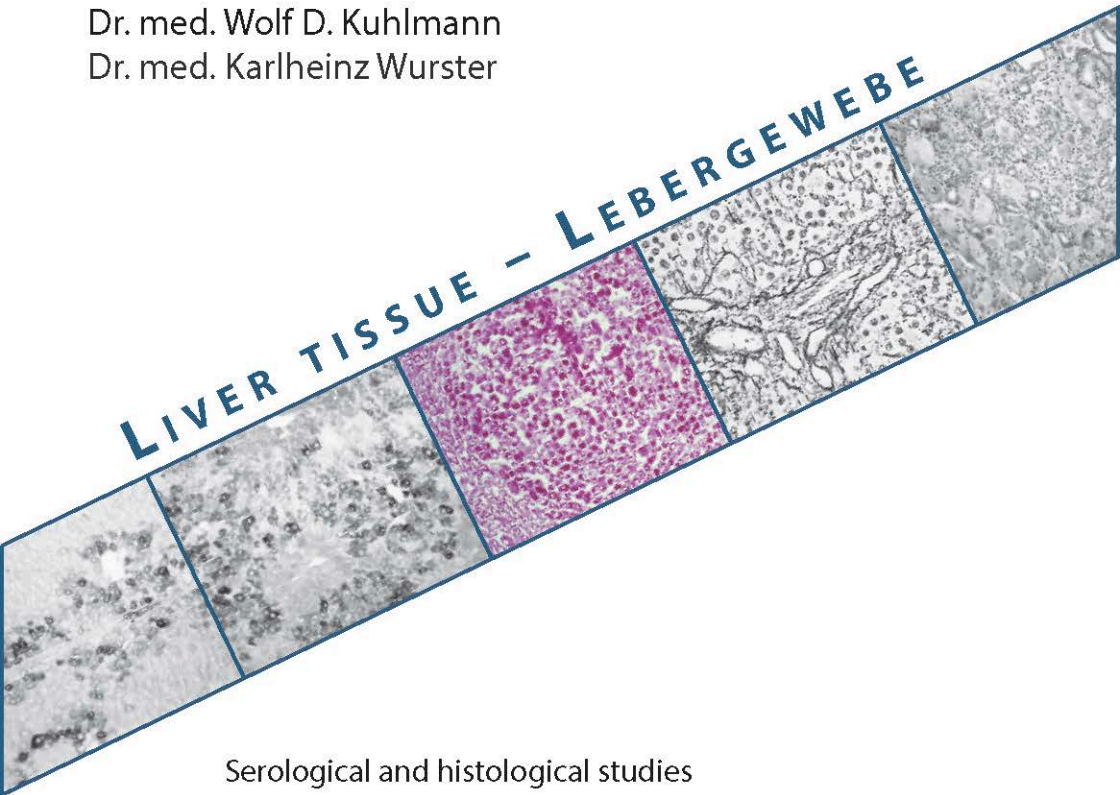 Dr. med. Wolf D. Kuhlmann
Dr. med. Karlheinz Wurster
LIVER TISSUE – LEBERGEWEBE
Serological and histological studies